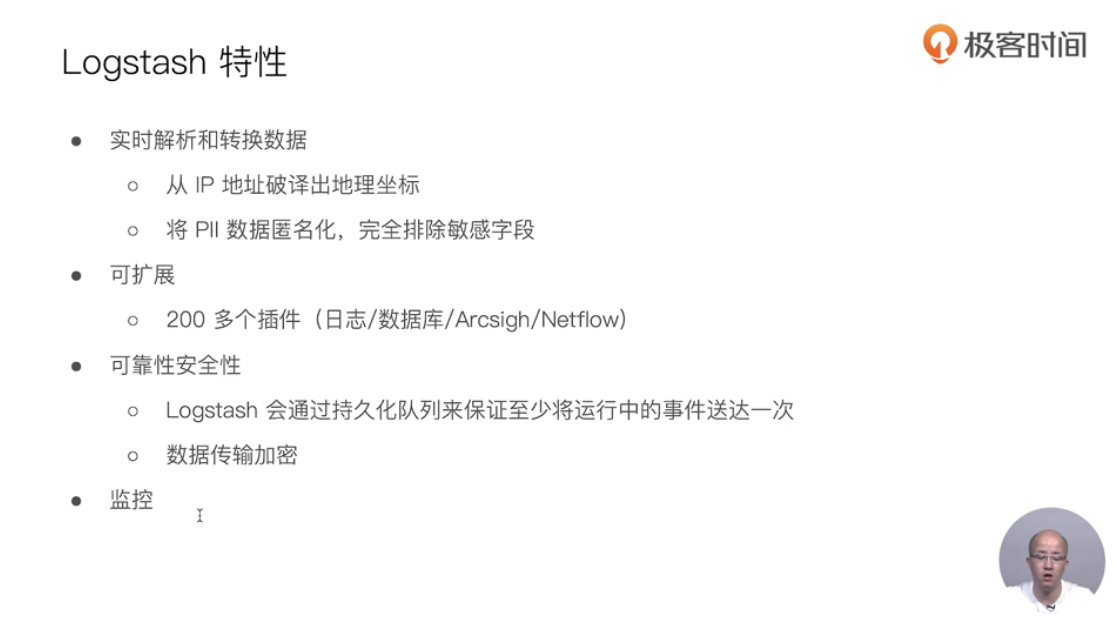 Logstash 特性
极客时间
● 实时解析和转换数据
○ 从 IP 地址破译出地理坐标
○ 将 PII 数据匿名化，完全排除敏感字段
● 可扩展
○ 200 多个插件（日志/数据库/Arcsigh/Netflow）
● 可靠性安全性
○ Logstash 会通过持久化队列来保证至少将运行中的事件送达一次
○ 数据传输加密
● 监控